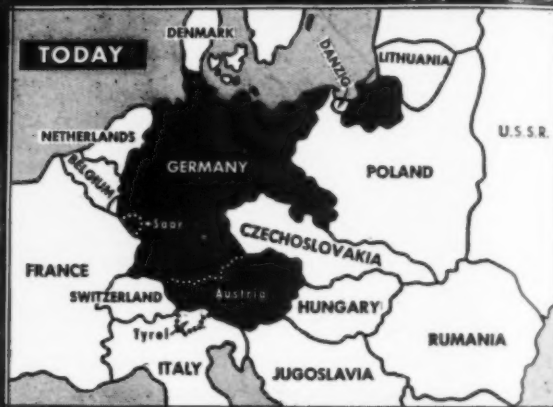 TODAY
DENMARK
DANZIG
LITHUANIA
U.S.S.R.
NETHERLANDS
BELGIUM
GERMANY
POLAND
Saar
CZECHOSLOVAKIA
FRANCE
SWITZERLAND
Austria
HUNGARY
Tyrol
RUMANIA
ITALY
JUGOSLAVIA